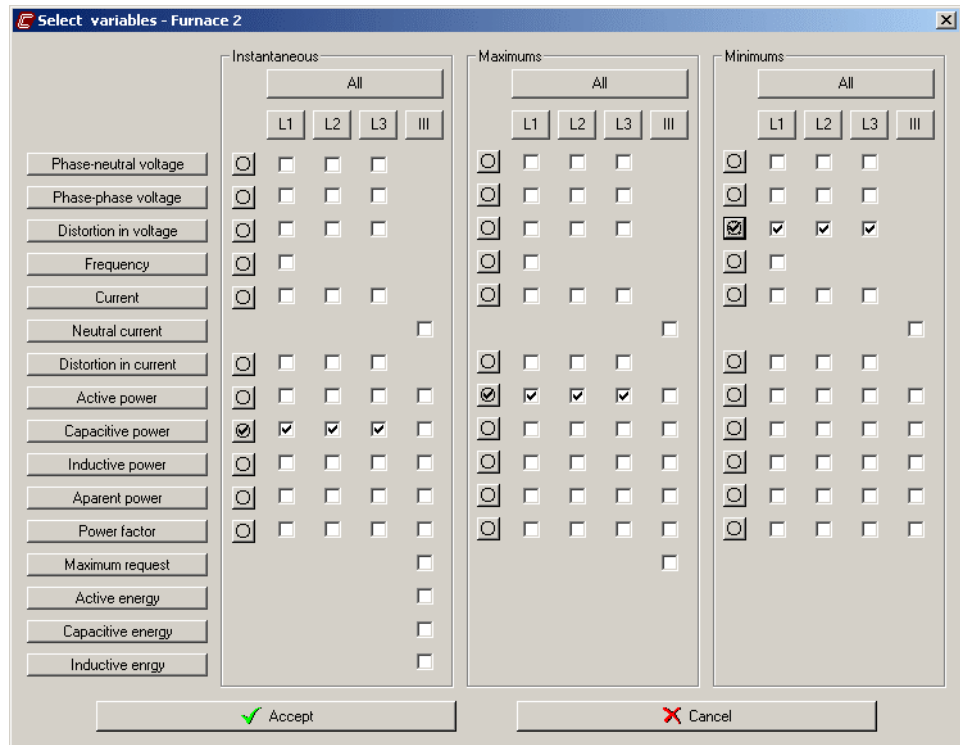 Select variables - Furnace 2
Instantaneous Maximums Minimums
All All All
L1 L2 L3 III L1 L2 L3 III L1 L2 L3 III
Phase-neutral voltage
Phase-phase voltage
Distortion in voltage
Frequency
Current
Neutral current
Distortion in current
Active power
Capacitive power
Inductive power
Aparent power
Power factor
Maximum request
Active energy
Capacitive energy
Inductive enrgy
Accept Cancel